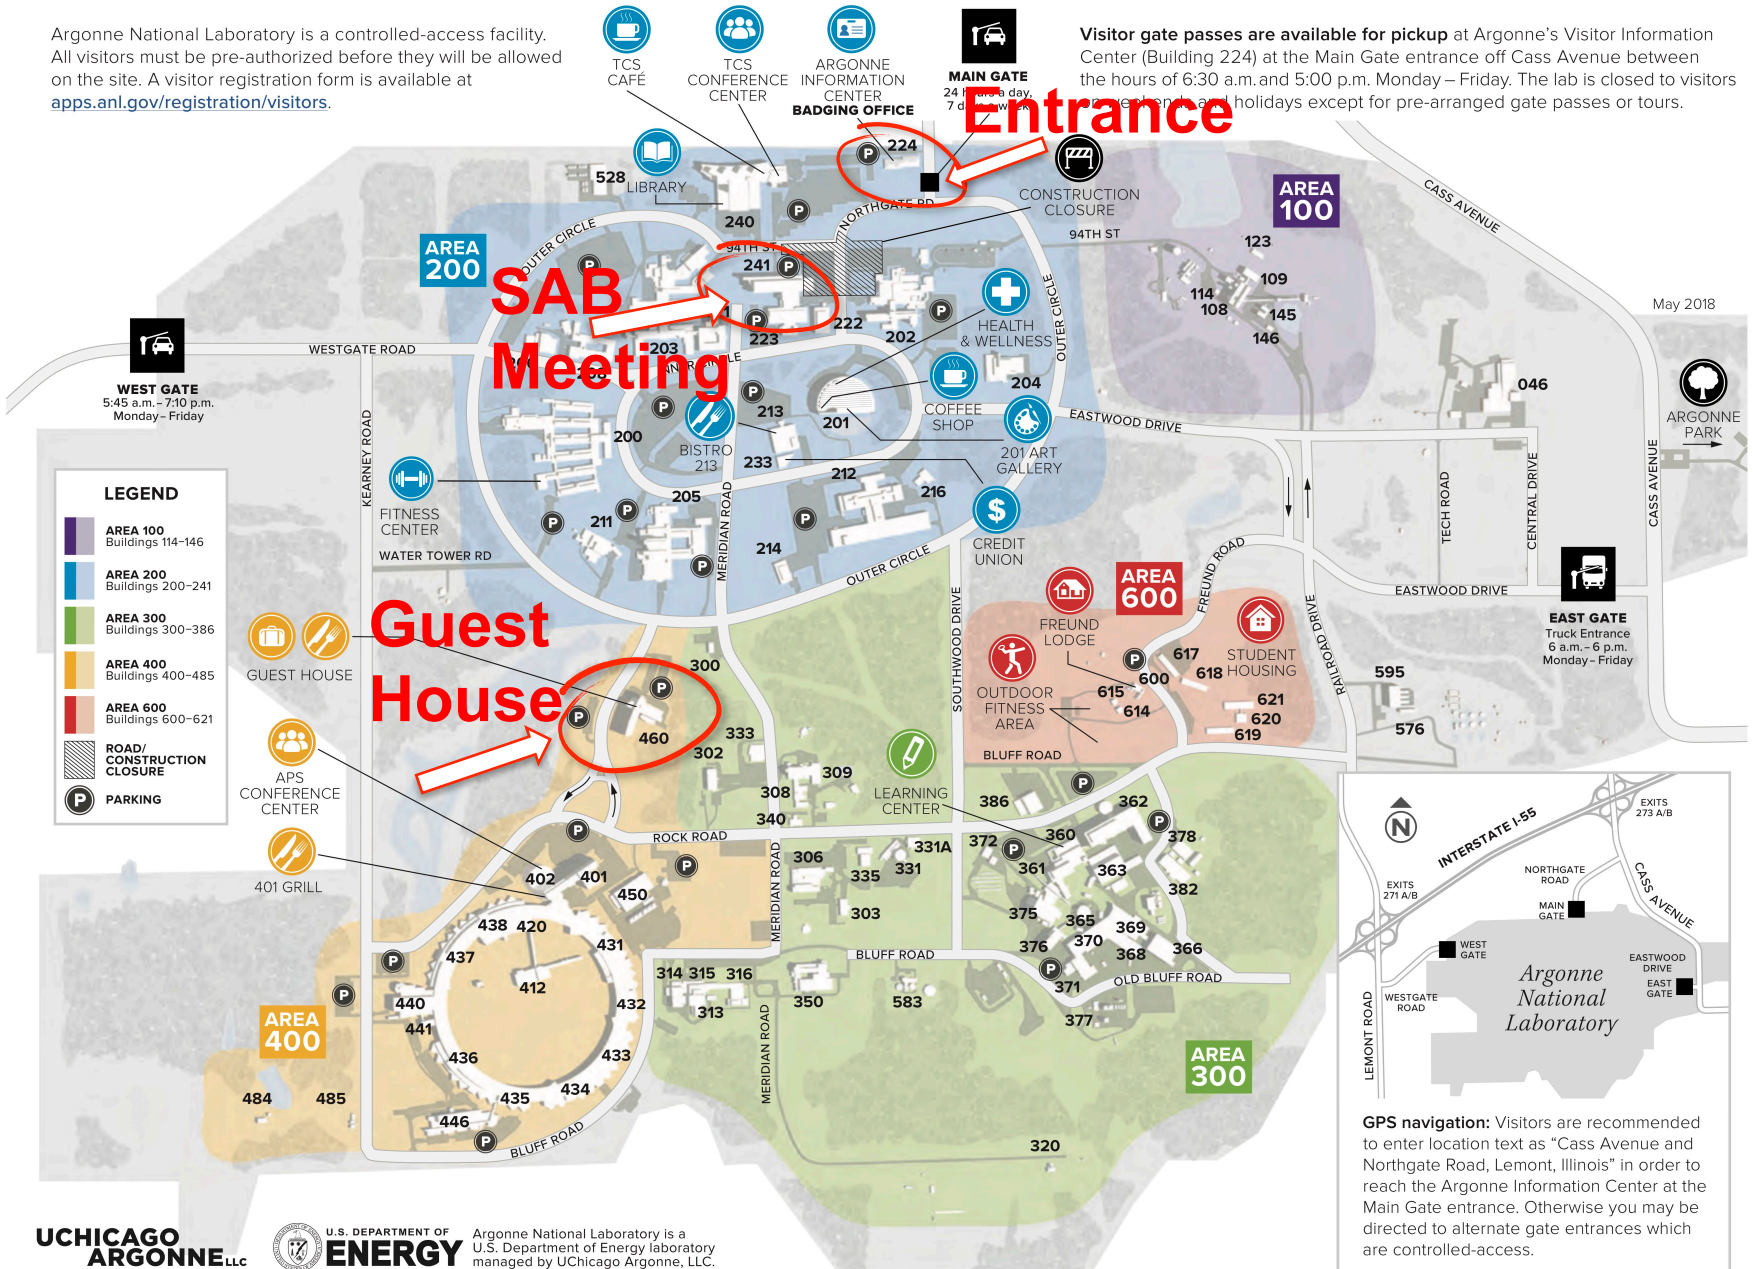 Argonne National Laboratory is a controlled-access facility.
All visitors must be pre-authorized before they will be allowed
on the site. A visitor registration form is available at
apps.anl.gov/registration/visitors.
TCS
CAFÉ
TCS
CONFERENCE
CENTER
ARGONNE
INFORMATION
CENTER
BADGING OFFICE
MAIN GATE
24 hours a day,
7 days a week
Visitor gate passes are available for pickup at Argonne's Visitor Information
Center (Building 224) at the Main Gate entrance off Cass Avenue between
the hours of 6:30 a.m. and 5:00 p.m. Monday – Friday. The lab is closed to visitors
on weekends and holidays except for pre-arranged gate passes or tours.
Entrance
224
P
528
LIBRARY
CONSTRUCTION
CLOSURE
AREA
100
CASS AVENUE
NORTHGATE RD
P
240
OUTER CIRCLE
AREA
200
94TH ST
94TH ST
123
241
P
P
109
SAB
Meeting
114
108
145
146
HEALTH
& WELLNESS
OUTER CIRCLE
May 2018
P
P
222
223
202
203
INNER CIRCLE
208
WESTGATE ROAD
WEST GATE
5:45 a.m. – 7:10 p.m.
Monday – Friday
046
ARGONNE
PARK
204
COFFEE
SHOP
P
P
213
201
200
BISTRO
213
233
212
201 ART
GALLERY
EASTWOOD DRIVE
KEARNEY ROAD
FITNESS
CENTER
216
205
P
211
P
P
MERIDIAN ROAD
$
CREDIT
UNION
TECH ROAD
CENTRAL DRIVE
CASS AVENUE
WATER TOWER RD
214
P
OUTER CIRCLE
LEGEND
AREA 100
Buildings 114–146
AREA 200
Buildings 200–241
AREA 300
Buildings 300–386
AREA 400
Buildings 400–485
AREA 600
Buildings 600–621
ROAD/
CONSTRUCTION
CLOSURE
P
PARKING
FREUND ROAD
AREA
600
EASTWOOD DRIVE
EAST GATE
Truck Entrance
6 a.m. – 6 p.m.
Monday – Friday
SOUTHWOOD DRIVE
RAILROAD DRIVE
FREUND
LODGE
STUDENT
HOUSING
Guest
House
GUEST HOUSE
300
P
P
460
333
302
OUTDOOR
FITNESS
AREA
P
617
618
600
615
614
621
620
619
595
576
BLUFF ROAD
APS
CONFERENCE
CENTER
LEARNING
CENTER
309
308
340
386
P
362
P
378
P
ROCK ROAD
401 GRILL
402
401
450
P
MERIDIAN ROAD
306
335
331A
331
303
372
P
360
361
363
382
375
365
369
370
376
368
366
438
420
437
431
P
P
412
440
441
432
436
433
434
435
446
P
BLUFF ROAD
AREA
400
484
485
314
315
316
313
350
583
BLUFF ROAD
P
371
OLD BLUFF ROAD
377
MERIDIAN ROAD
AREA
300
320
N
INTERSTATE I-55
EXITS
273 A/B
EXITS
271 A/B
NORTHGATE
ROAD
MAIN
GATE
CASS AVENUE
WEST
GATE
WESTGATE
ROAD
LEMONT ROAD
EASTWOOD
DRIVE
EAST
GATE
Argonne
National
Laboratory
GPS navigation: Visitors are recommended
to enter location text as “Cass Avenue and
Northgate Road, Lemont, Illinois” in order to
reach the Argonne Information Center at the
Main Gate entrance. Otherwise you may be
directed to alternate gate entrances which
are controlled-access.
UCHICAGO
ARGONNE LLC
U.S. DEPARTMENT OF
ENERGY
Argonne National Laboratory is a
U.S. Department of Energy laboratory
managed by UChicago Argonne, LLC.